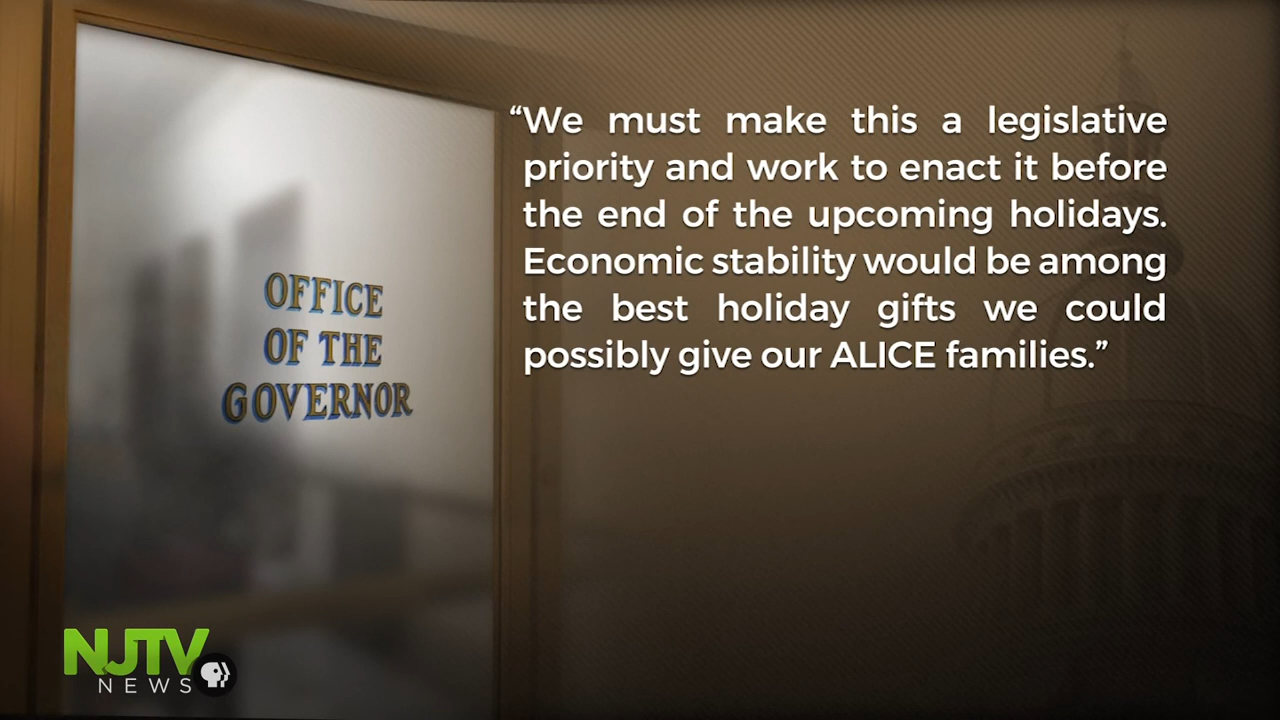 OFFICE
OF THE
GOVERNOR
“We must make this a legislative
priority and work to enact it before
the end of the upcoming holidays.
Economic stability would be among
the best holiday gifts we could
possibly give our ALICE families.”
NJTV
NEWS